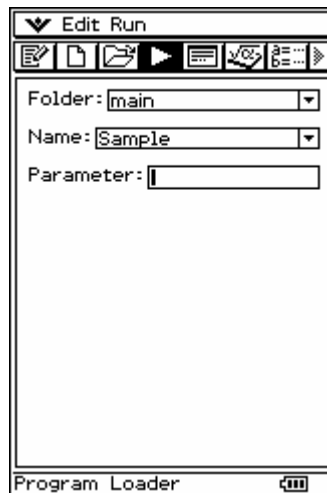 Edit Run
Folder: main
Name: Sample
Parameter:
Program Loader